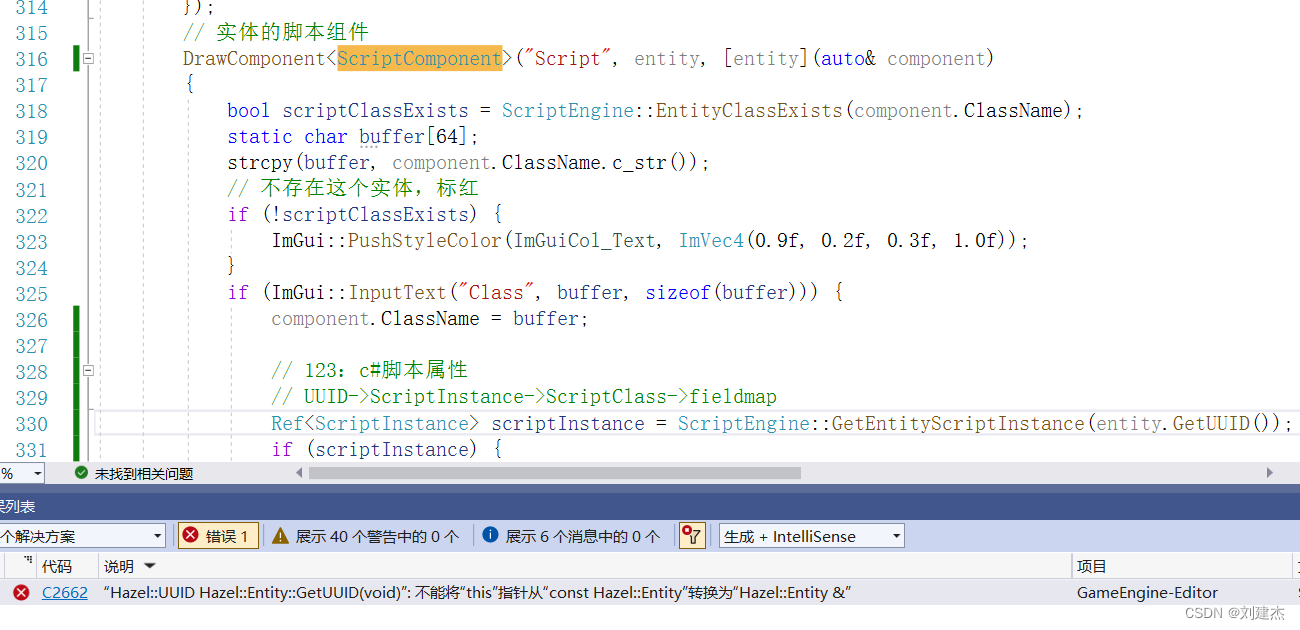 314 });
315 // 实体的脚本组件
316 DrawComponent<ScriptComponent>("Script", entity, [entity](auto& component)
317 {
318 bool scriptClassExists = ScriptEngine::EntityClassExists(component.ClassName);
319 static char buffer[64];
320 strcpy(buffer, component.ClassName.c_str());
321 // 不存在这个实体，标红
322 if (!scriptClassExists) {
323 ImGui::PushStyleColor(ImGuiCol_Text, ImVec4(0.9f, 0.2f, 0.3f, 1.0f));
324 }
325 if (ImGui::InputText("Class", buffer, sizeof(buffer))) {
326 component.ClassName = buffer;
327
328 // 123：c#脚本属性
329 // UUID->ScriptInstance->ScriptClass->fieldmap
330 Ref<ScriptInstance> scriptInstance = ScriptEngine::GetEntityScriptInstance(entity.GetUUID());
331 if (scriptInstance) {
% 未找到相关问题
列表
个解决方案 错误 1 展示 40 个警告中的 0 个 展示 6 个消息中的 0 个 生成 + IntelliSense
代码 说明 项目
C2662 “Hazel::UUID Hazel::Entity::GetUUID(void)”: 不能将“this”指针从“const Hazel::Entity”转换为“Hazel::Entity &” GameEngine-Editor
CSDN @刘建杰